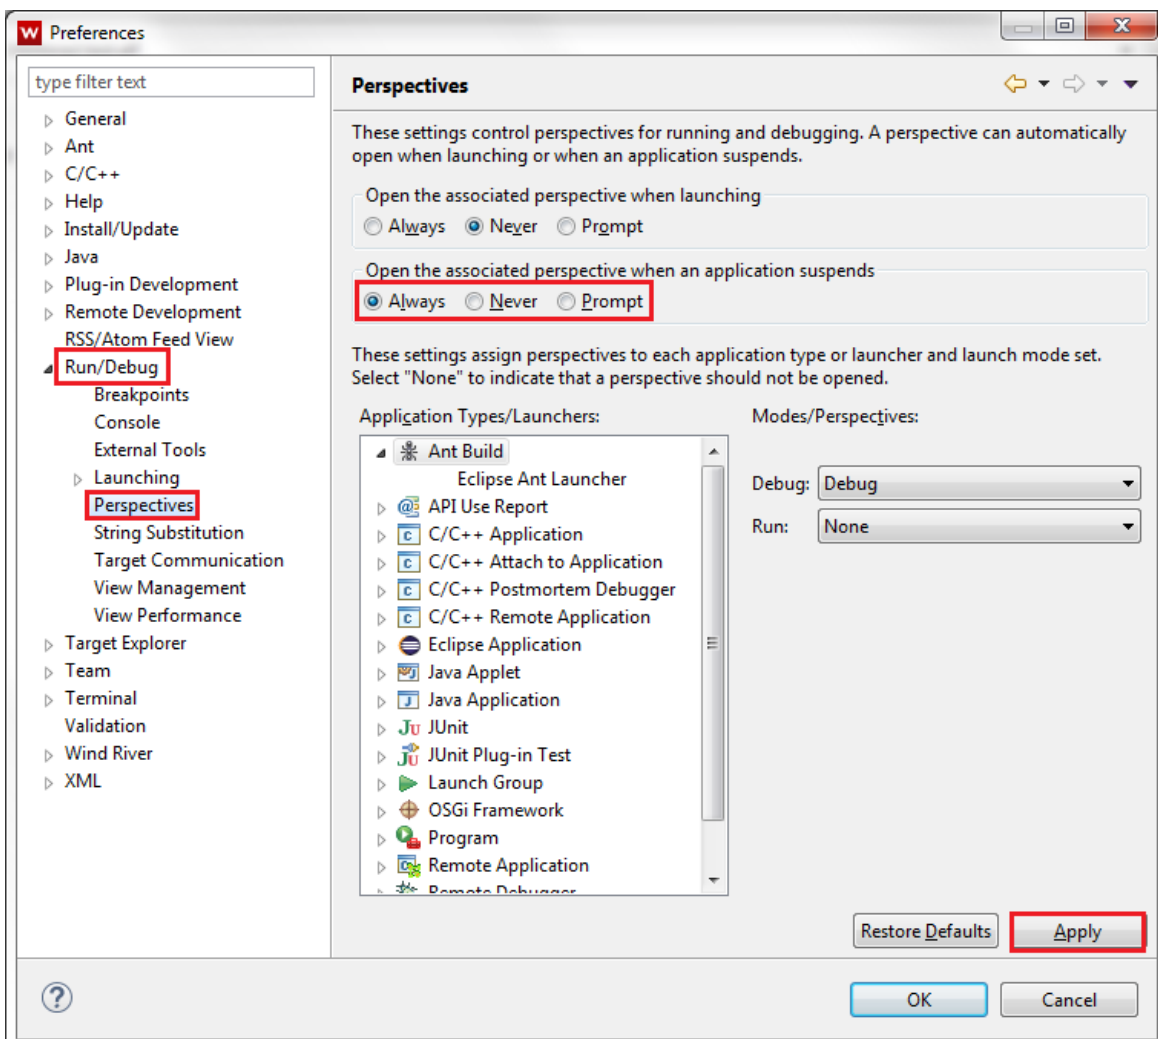 W Preferences
X
type filter text
General
Ant
C/C++
Help
Install/Update
Java
Plug-in Development
Remote Development
RSS/Atom Feed View
Run/Debug
Breakpoints
Console
External Tools
Launching
Perspectives
String Substitution
Target Communication
View Management
View Performance
Target Explorer
Team
Terminal
Validation
Wind River
XML
Perspectives
These settings control perspectives for running and debugging. A perspective can automatically
open when launching or when an application suspends.
Open the associated perspective when launching
Always Never Prompt
Open the associated perspective when an application suspends
Always Never Prompt
These settings assign perspectives to each application type or launcher and launch mode set.
Select "None" to indicate that a perspective should not be opened.
Application Types/Launchers:
Ant Build
Eclipse Ant Launcher
@ API Use Report
c C/C++ Application
c C/C++ Attach to Application
c C/C++ Postmortem Debugger
c C/C++ Remote Application
Eclipse Application
Java Applet
J Java Application
Ju JUnit
Jü JUnit Plug-in Test
Launch Group
OSGi Framework
Program
Remote Application
Remote Debugger
Modes/Perspectives:
Debug: Debug
Run: None
Restore Defaults Apply
? OK Cancel